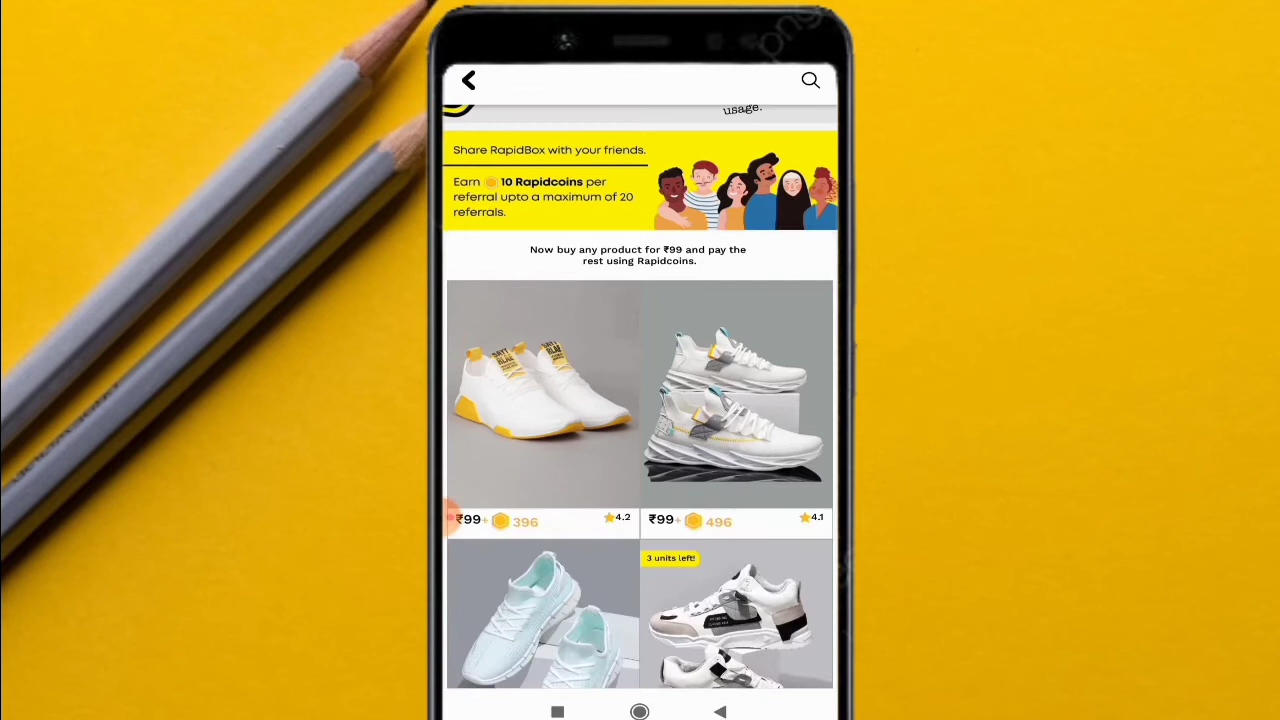 usage.
Share RapidBox with your friends.
Earn 10 Rapidcoins per
referral upto a maximum of 20
referrals.
Now buy any product for ₹99 and pay the
rest using Rapidcoins.
₹99+ 396 4.2
₹99+ 496 4.1
3 units left!